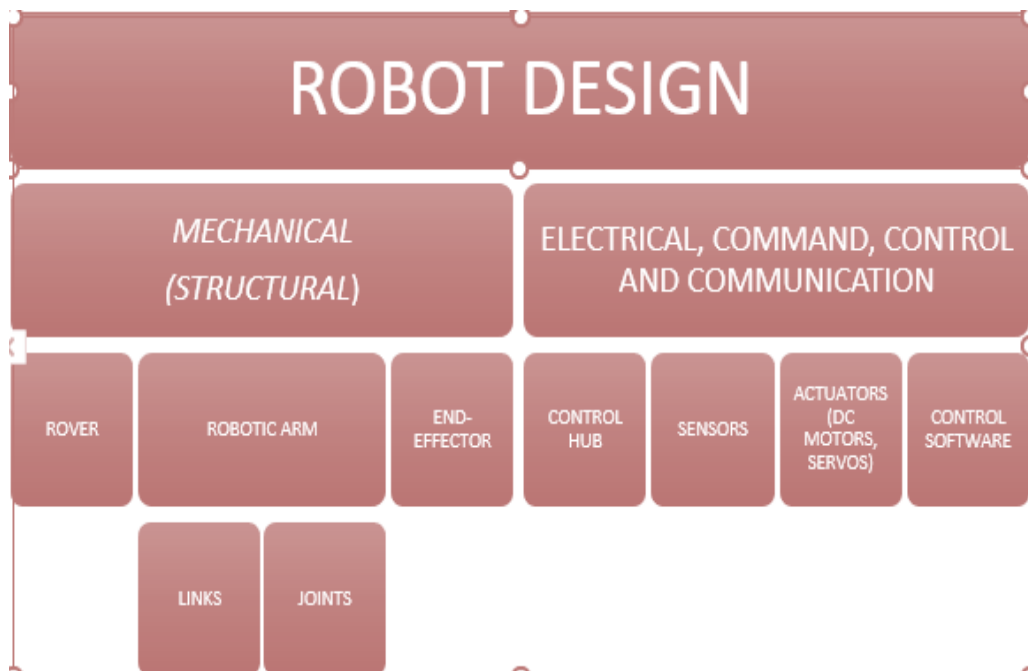 ROBOT DESIGN
MECHANICAL
(STRUCTURAL)
ELECTRICAL, COMMAND, CONTROL
AND COMMUNICATION
ROVER
ROBOTIC ARM
END-
EFFECTOR
CONTROL
HUB
SENSORS
ACTUATORS
(DC
MOTORS,
SERVOS)
CONTROL
SOFTWARE
LINKS
JOINTS